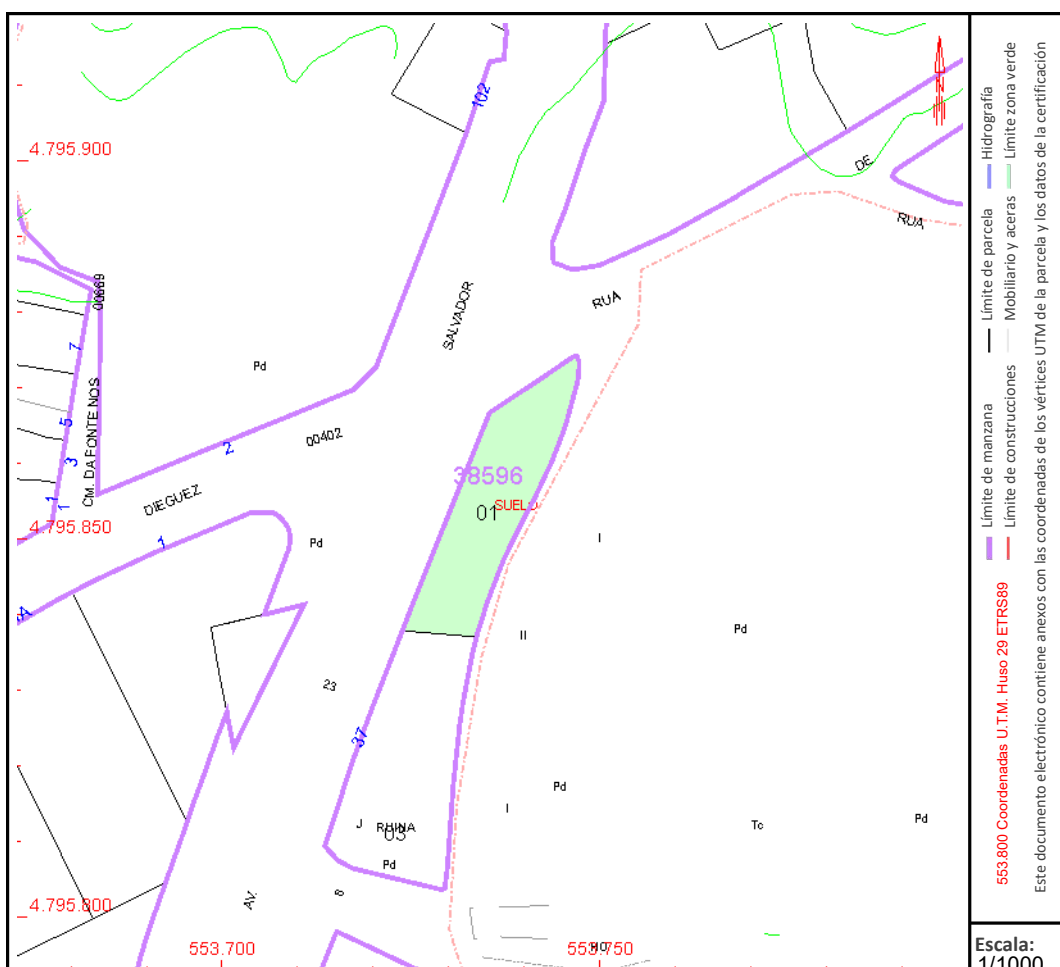 102
4.795.900
DE
RUA
00669
SALVADOR
RUA
7
Pd
CM. DA FONTE NOS
5
00402
2
3
38596
SUELO
01
1
1
DIEGUEZ
4.795.850
1
Pd
I
II
Pd
23
37
Pd
I
J
RHINA
03
Tc
Pd
Pd
AV.
8
4.795.800
553.700
553.750
Límite de manzana
Límite de parcela
Hidrografía
Límite de construcciones
Mobiliario y aceras
Límite zona verde
553.800 Coordenadas U.T.M. Huso 29 ETRS89
Este documento electrónico contiene anexos con las coordenadas de los vértices UTM de la parcela y los datos de la certificación
Escala:
1/1000